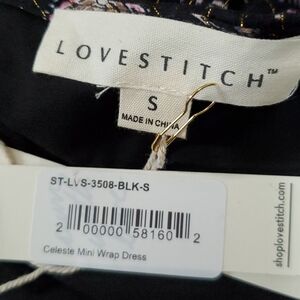 LOVESTITCH™
S
MADE IN CHINA
ST-LVS-3508-BLK-S
2 00000 58160 2
Celeste Mini Wrap Dress
shoplovestitch.com